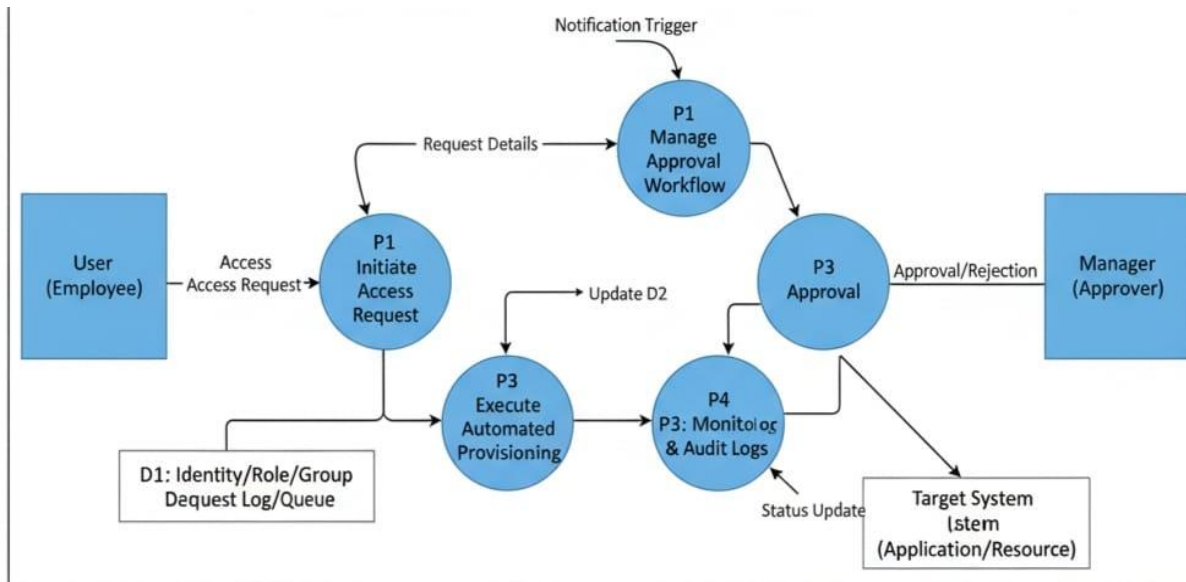 Notification Trigger
P1
Manage
Approval
Workflow
Request Details
User
(Employee)
Access
Access Request
P1
Initiate
Access
Request
P3
Approval
Approval/Rejection
Manager
(Approver)
Update D2
P3
Execute
Automated
Provisioning
P4
P3: Monitolog
& Audit Logs
D1: Identity/Role/Group
Dequest Log/Queue
Status Update
Target System
(Application/Resource)